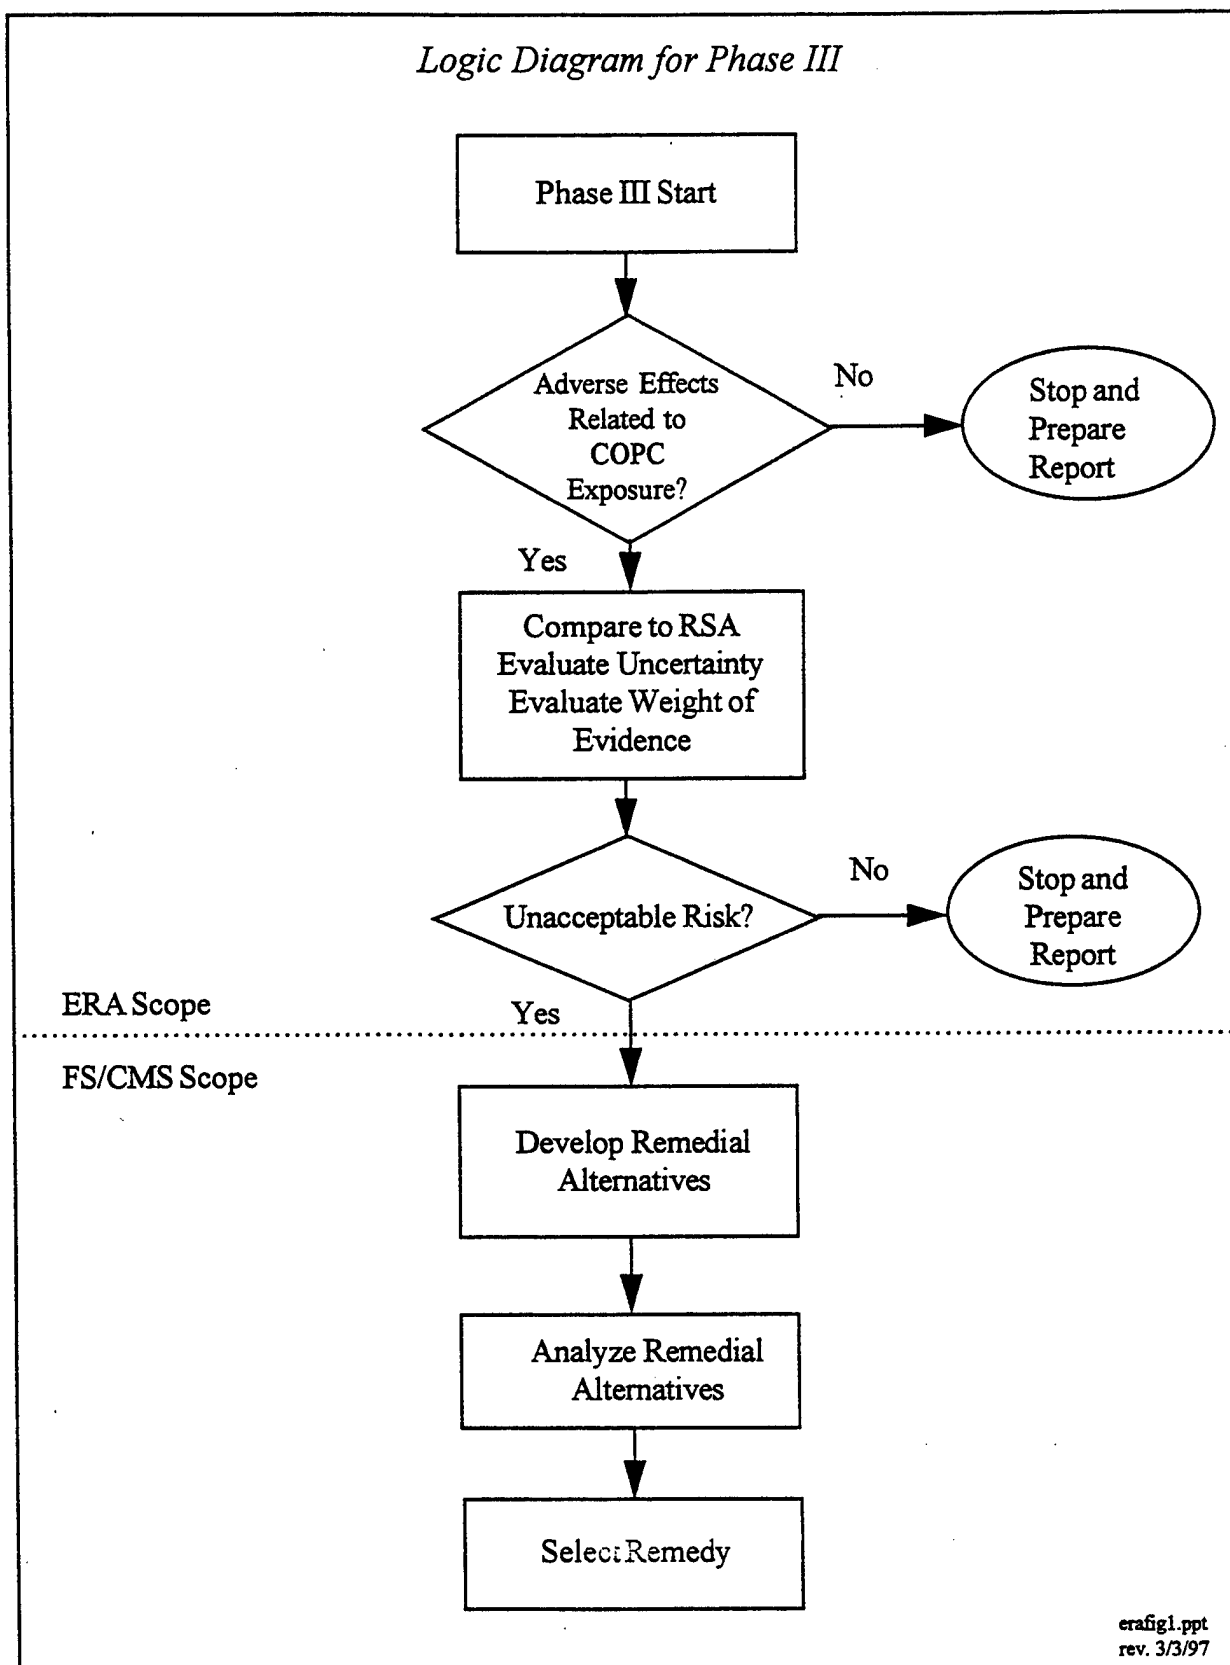 Logic Diagram for Phase III
Phase III Start
Adverse Effects
Related to
COPC
Exposure?
No
Stop and
Prepare
Report
Yes
Compare to RSA
Evaluate Uncertainty
Evaluate Weight of
Evidence
Unacceptable Risk?
No
Stop and
Prepare
Report
ERA Scope
Yes
FS/CMS Scope
Develop Remedial
Alternatives
Analyze Remedial
Alternatives
Select Remedy
erafig1.ppt
rev. 3/3/97